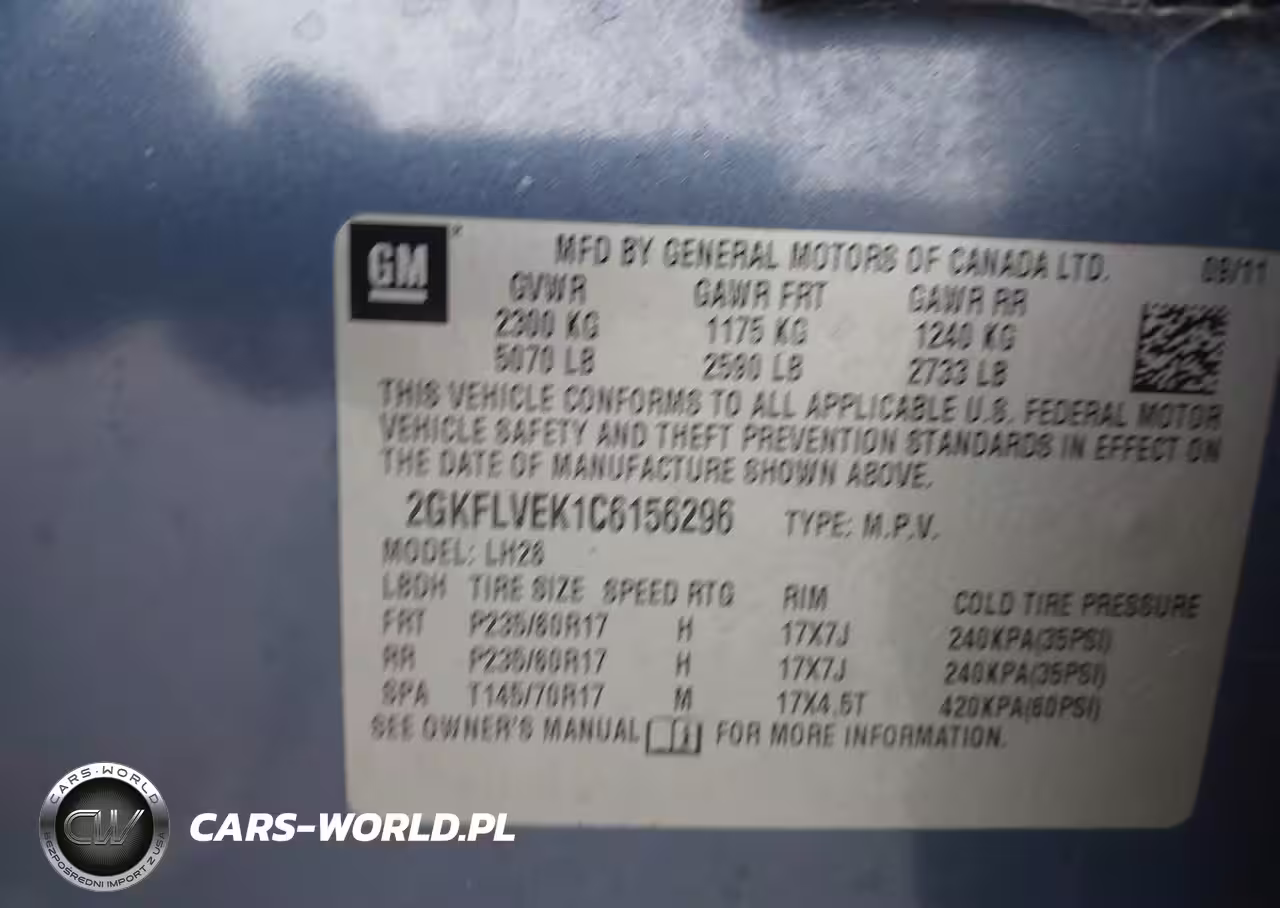 GM
MFD BY GENERAL MOTORS OF CANADA LTD. 09/11
GVWR GAWR FRT GAWR RR
2300 KG 1175 KG 1240 KG
5070 LB 2590 LB 2733 LB
THIS VEHICLE CONFORMS TO ALL APPLICABLE U.S. FEDERAL MOTOR
VEHICLE SAFETY AND THEFT PREVENTION STANDARDS IN EFFECT ON
THE DATE OF MANUFACTURE SHOWN ABOVE.
2GKFLVEK1C6156296 TYPE: M.P.V.
MODEL: LH26
LBDH TIRE SIZE SPEED RTG RIM COLD TIRE PRESSURE
FRT P235/60R17 H 17X7J 240KPA(35PSI)
RR P235/60R17 H 17X7J 240KPA(35PSI)
SPA T145/70R17 M 17X4.5T 420KPA(60PSI)
SEE OWNER'S MANUAL FOR MORE INFORMATION.
CARS-WORLD
CW
BEZPOŚREDNI IMPORT Z USA
CARS-WORLD.PL